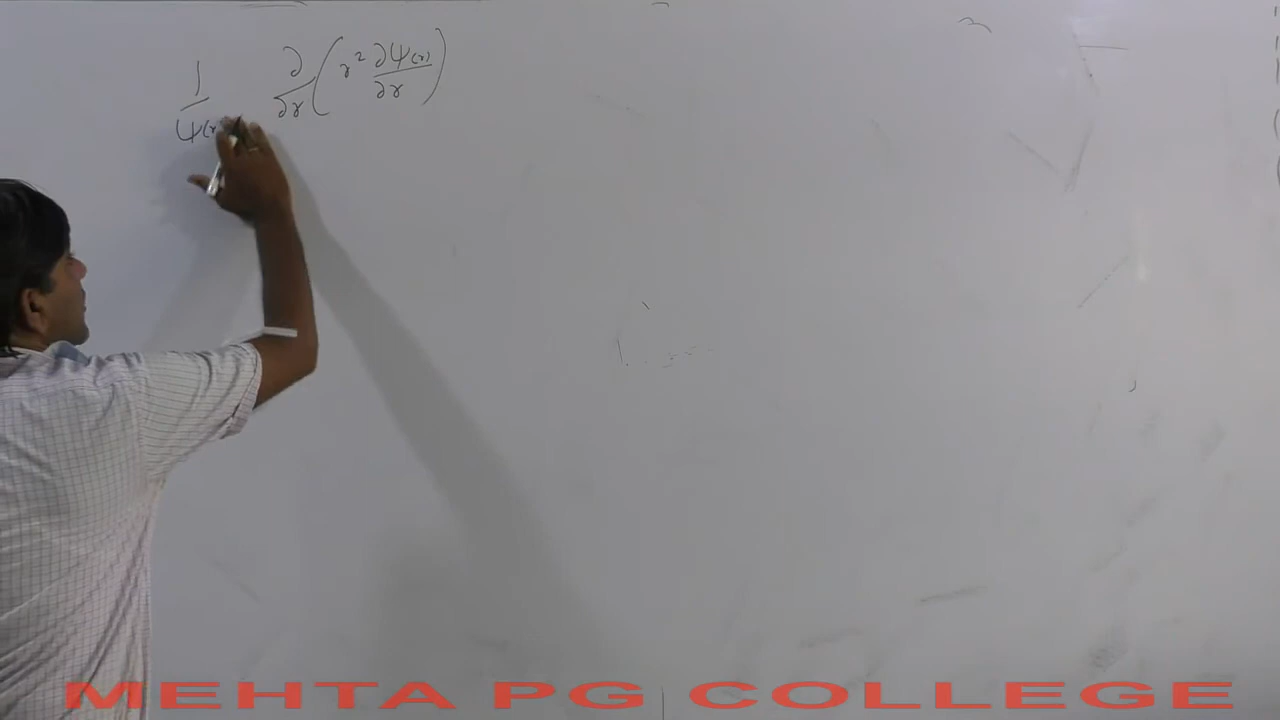 1/ψ(r) ∂/∂r (r² ∂ψ(r)/∂r)
MEHTA PG COLLEGE